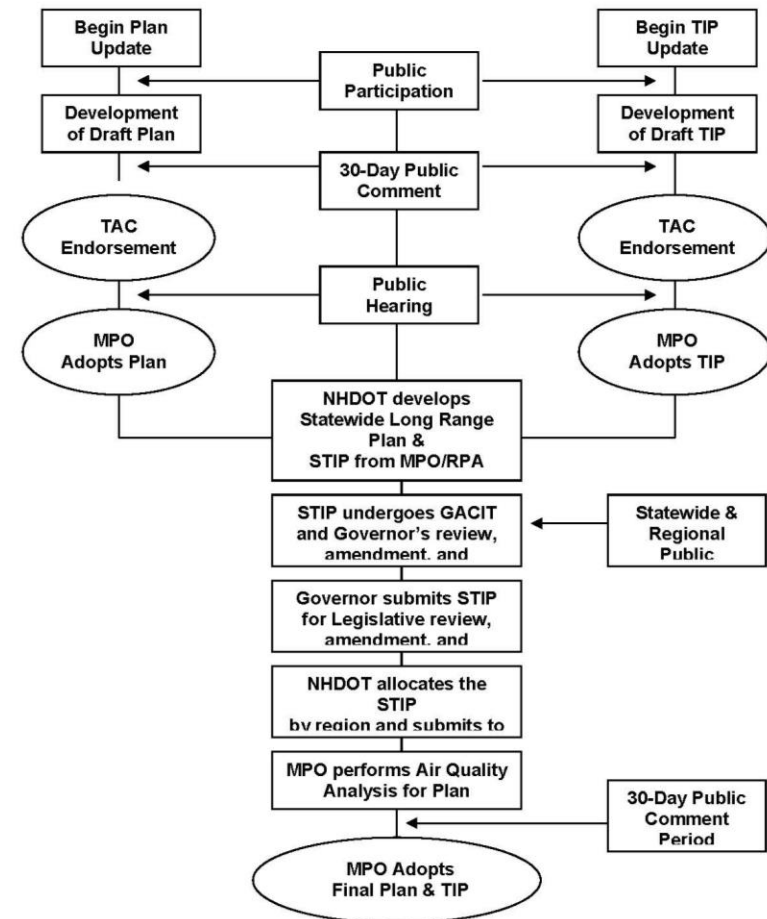 Begin Plan
Update
Begin TIP
Update
Public
Participation
Development
of Draft Plan
Development
of Draft TIP
30-Day Public
Comment
TAC
Endorsement
TAC
Endorsement
Public
Hearing
MPO
Adopts Plan
MPO
Adopts TIP
NHDOT develops
Statewide Long Range
Plan &
STIP from MPO/RPA
STIP undergoes GACIT
and Governor's review,
amendment, and
Statewide &
Regional
Public
Governor submits STIP
for Legislative review,
amendment, and
NHDOT allocates the
STIP
by region and submits to
MPO performs Air Quality
Analysis for Plan
30-Day Public
Comment
Period
MPO Adopts
Final Plan & TIP